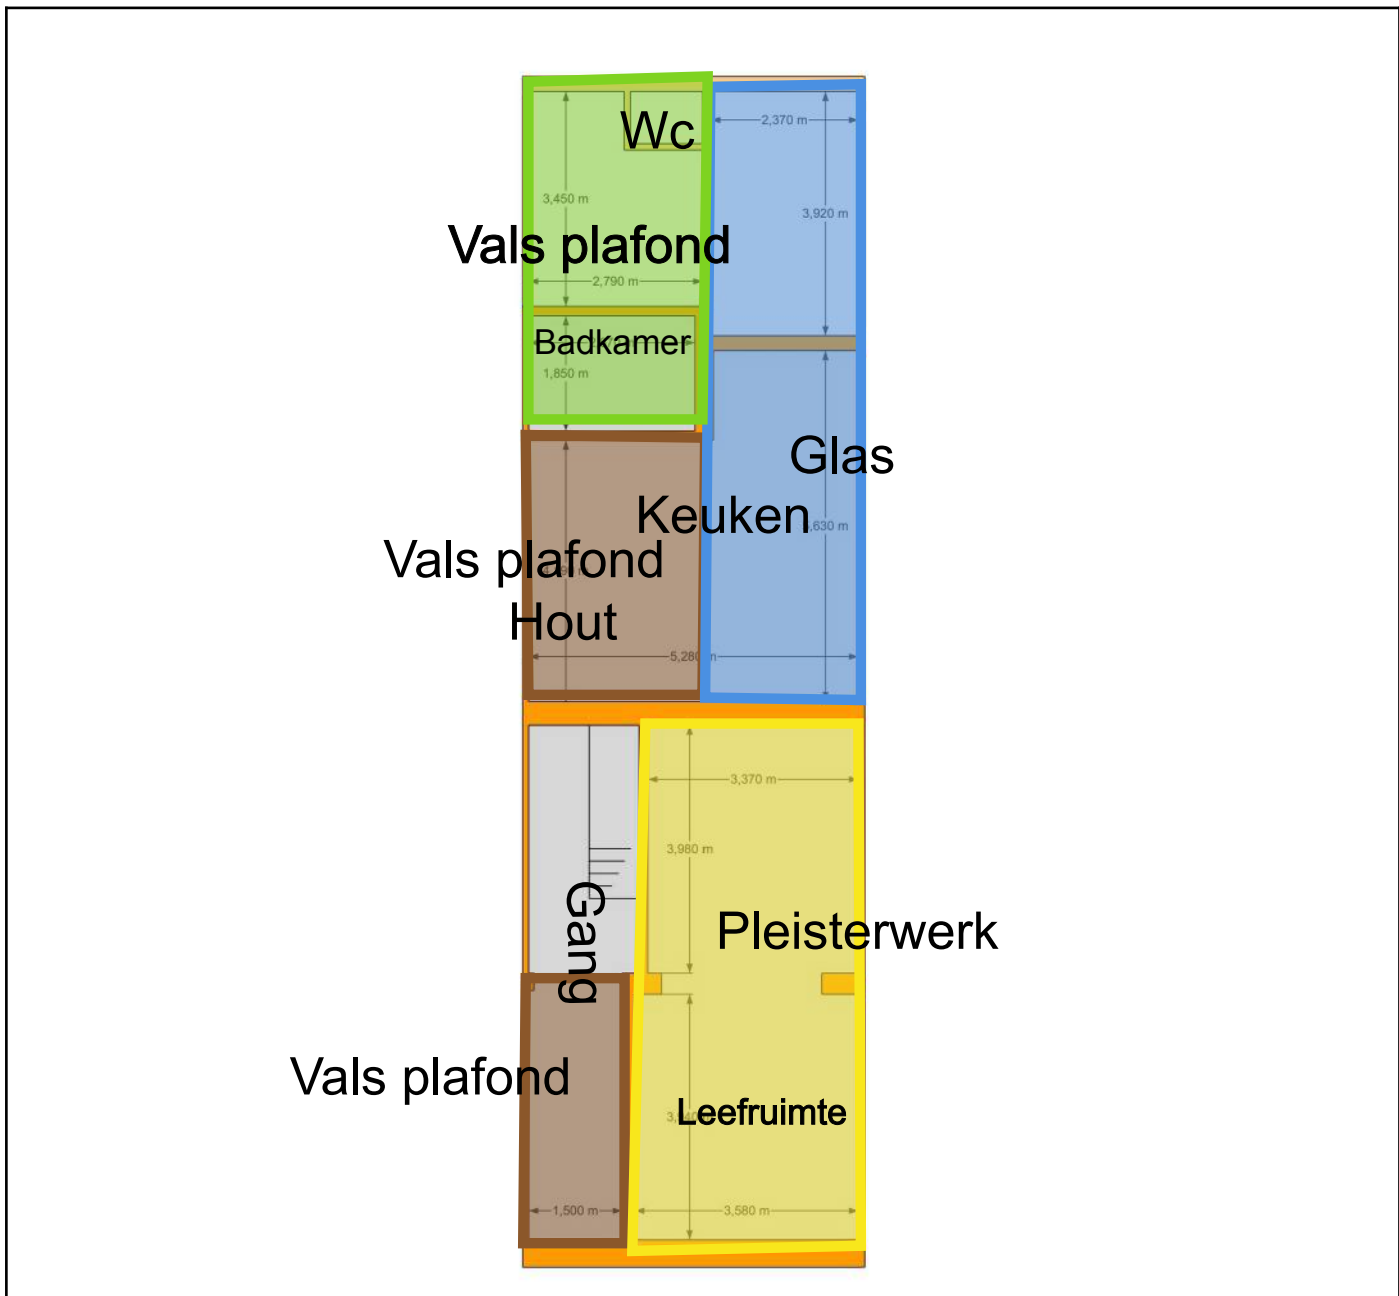 Wc
2,370 m
3,450 m
3,920 m
Vals plafond
2,790 m
Badkamer
1,850 m
Glas
Keuken
Vals plafond
Hout
5,280 m
3,370 m
3,980 m
Gang
Pleisterwerk
Vals plafond
Leefruimte
1,500 m
3,580 m